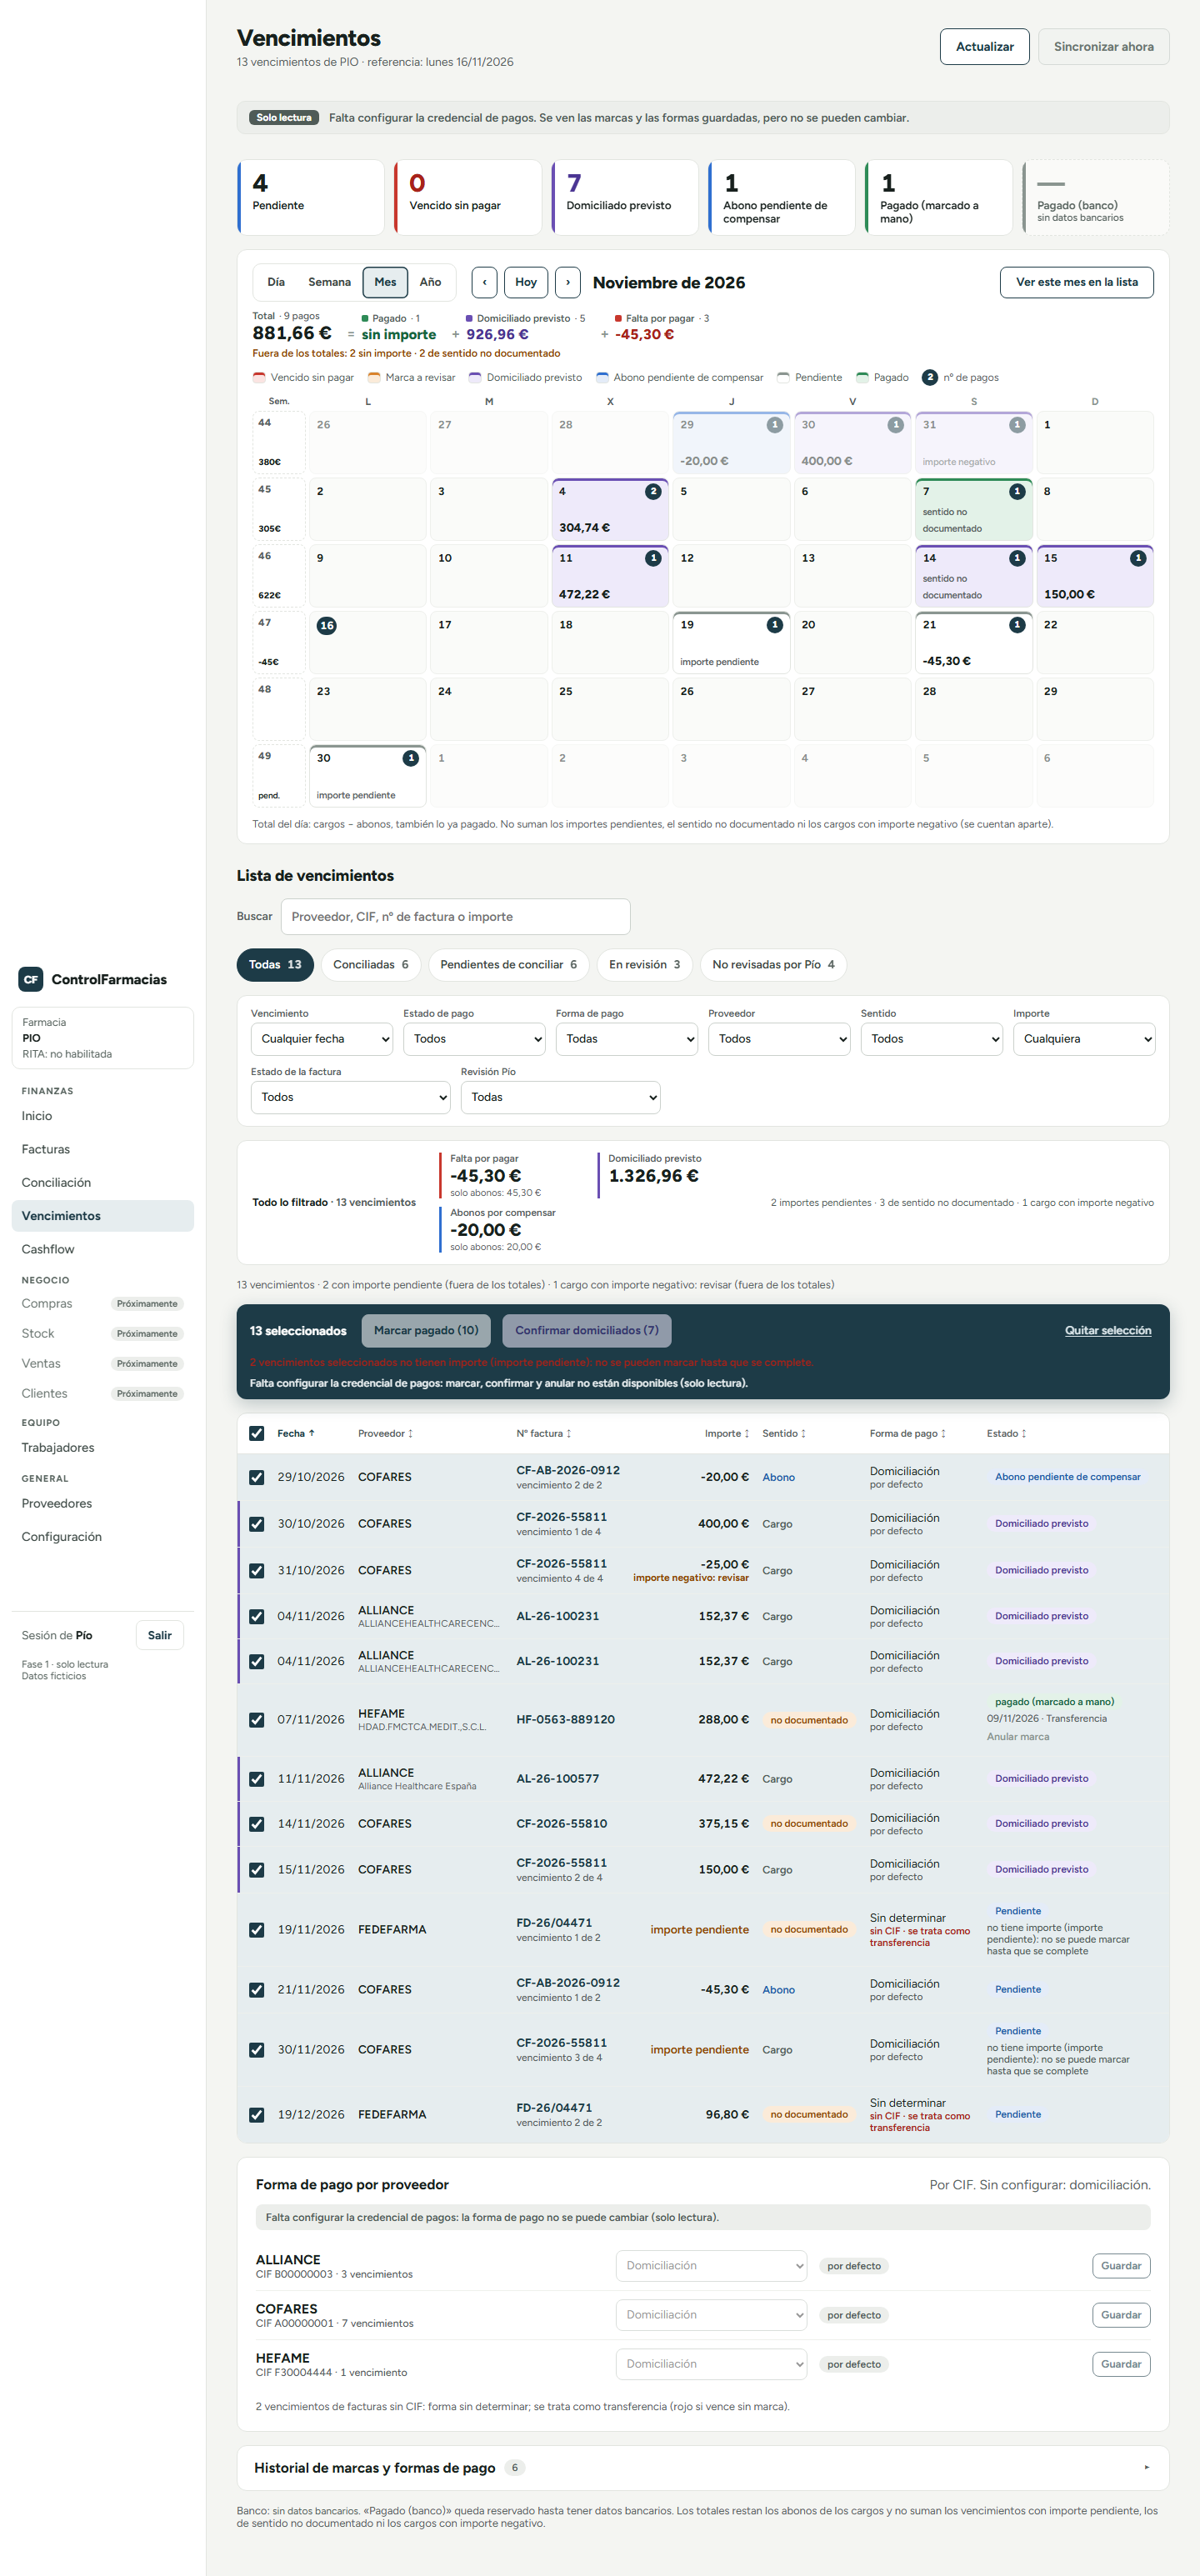 Vencimientos
13 vencimientos de PIO · referencia: lunes 16/11/2026
Actualizar
Sincronizar ahora
Solo lectura
Falta configurar la credencial de pagos. Se ven las marcas y las formas guardadas, pero no se pueden cambiar.
4
Pendiente
0
Vencido sin pagar
7
Domiciliado previsto
1
Abono pendiente de
compensar
1
Pagado (marcado a
mano)
—
Pagado (banco)
sin datos bancarios
Día
Semana
Mes
Año
‹
Hoy
›
Noviembre de 2026
Ver este mes en la lista
Total · 9 pagos
881,66 €
=
Pagado · 1
sin importe
+
Domiciliado previsto · 5
926,96 €
+
Falta por pagar · 3
-45,30 €
Fuera de los totales: 2 sin importe · 2 de sentido no documentado
Vencido sin pagar
Marca a revisar
Domiciliado previsto
Abono pendiente de compensar
Pendiente
Pagado
2 nº de pagos
Sem. L M X J V S D
44 26 27 28 29 1 30 1 31 1 1
380€ -20,00 € 400,00 € importe negativo
45 2 3 4 2 5 6 7 1 8
sentido no
305€ 304,74 € documentado
46 9 10 11 1 12 13 14 1 15 1
sentido no
622€ 472,22 € documentado 150,00 €
47 16 17 18 19 1 20 21 1 22
-45€ importe pendiente -45,30 €
48 23 24 25 26 27 28 29
49 30 1 1 2 3 4 5 6
pend. importe pendiente
Total del día: cargos − abonos, también lo ya pagado. No suman los importes pendientes, el sentido no documentado ni los cargos con importe negativo (se cuentan aparte).
Lista de vencimientos
Buscar
Proveedor, CIF, nº de factura o importe
Todas 13
Conciliadas 6
Pendientes de conciliar 6
En revisión 3
No revisadas por Pío 4
Vencimiento
Cualquier fecha
Estado de pago
Todos
Forma de pago
Todas
Proveedor
Todos
Sentido
Todos
Importe
Cualquiera
Estado de la factura
Todos
Revisión Pío
Todas
Todo lo filtrado · 13 vencimientos
Falta por pagar
-45,30 €
solo abonos: 45,30 €
Domiciliado previsto
1.326,96 €
Abonos por compensar
-20,00 €
solo abonos: 20,00 €
2 importes pendientes · 3 de sentido no documentado · 1 cargo con importe negativo
13 vencimientos · 2 con importe pendiente (fuera de los totales) · 1 cargo con importe negativo: revisar (fuera de los totales)
13 seleccionados
Marcar pagado (10)
Confirmar domiciliados (7)
Quitar selección
2 vencimientos seleccionados no tienen importe (importe pendiente): no se pueden marcar hasta que se complete.
Falta configurar la credencial de pagos: marcar, confirmar y anular no están disponibles (solo lectura).
Fecha ↑ Proveedor ↕ Nº factura ↕ Importe ↕ Sentido ↕ Forma de pago ↕ Estado ↕
29/10/2026 COFARES CF-AB-2026-0912 -20,00 € Abono Domiciliación Abono pendiente de compensar
vencimiento 2 de 2 por defecto
30/10/2026 COFARES CF-2026-55811 400,00 € Cargo Domiciliación Domiciliado previsto
vencimiento 1 de 4 por defecto
31/10/2026 COFARES CF-2026-55811 -25,00 € Cargo Domiciliación Domiciliado previsto
vencimiento 4 de 4 importe negativo: revisar por defecto
04/11/2026 ALLIANCE AL-26-100231 152,37 € Cargo Domiciliación Domiciliado previsto
ALLIANCEHEALTHCARECENC... por defecto
04/11/2026 ALLIANCE AL-26-100231 152,37 € Cargo Domiciliación Domiciliado previsto
ALLIANCEHEALTHCARECENC... por defecto
07/11/2026 HEFAME HF-0563-889120 288,00 € no documentado Domiciliación pagado (marcado a mano)
HDAD.FMCTCA.MEDIT.,S.C.L. por defecto 09/11/2026 · Transferencia
Anular marca
11/11/2026 ALLIANCE AL-26-100577 472,22 € Cargo Domiciliación Domiciliado previsto
Alliance Healthcare España por defecto
14/11/2026 COFARES CF-2026-55810 375,15 € no documentado Domiciliación Domiciliado previsto
por defecto
15/11/2026 COFARES CF-2026-55811 150,00 € Cargo Domiciliación Domiciliado previsto
vencimiento 2 de 4 por defecto
19/11/2026 FEDEFARMA FD-26/04471 importe pendiente no documentado Sin determinar Pendiente
vencimiento 1 de 2 sin CIF · se trata como no tiene importe (importe
transferencia pendiente): no se puede marcar
hasta que se complete
21/11/2026 COFARES CF-AB-2026-0912 -45,30 € Abono Domiciliación Pendiente
vencimiento 1 de 2 por defecto
30/11/2026 COFARES CF-2026-55811 importe pendiente Cargo Domiciliación Pendiente
vencimiento 3 de 4 por defecto no tiene importe (importe
pendiente): no se puede marcar
hasta que se complete
19/12/2026 FEDEFARMA FD-26/04471 96,80 € no documentado Sin determinar Pendiente
vencimiento 2 de 2 sin CIF · se trata como
transferencia
Forma de pago por proveedor
Por CIF. Sin configurar: domiciliación.
Falta configurar la credencial de pagos: la forma de pago no se puede cambiar (solo lectura).
ALLIANCE
CIF B00000003 · 3 vencimientos
Domiciliación
por defecto
Guardar
COFARES
CIF A00000001 · 7 vencimientos
Domiciliación
por defecto
Guardar
HEFAME
CIF F30004444 · 1 vencimiento
Domiciliación
por defecto
Guardar
2 vencimientos de facturas sin CIF: forma sin determinar; se trata como transferencia (rojo si vence sin marca).
Historial de marcas y formas de pago 6
Banco: sin datos bancarios. «Pagado (banco)» queda reservado hasta tener datos bancarios. Los totales restan los abonos de los cargos y no suman los vencimientos con importe pendiente, los
de sentido no documentado ni los cargos con importe negativo.
CF ControlFarmacias
Farmacia
PIO
RITA: no habilitada
FINANZAS
Inicio
Facturas
Conciliación
Vencimientos
Cashflow
NEGOCIO
Compras Próximamente
Stock Próximamente
Ventas Próximamente
Clientes Próximamente
EQUIPO
Trabajadores
GENERAL
Proveedores
Configuración
Sesión de Pío
Salir
Fase 1 · solo lectura
Datos ficticios